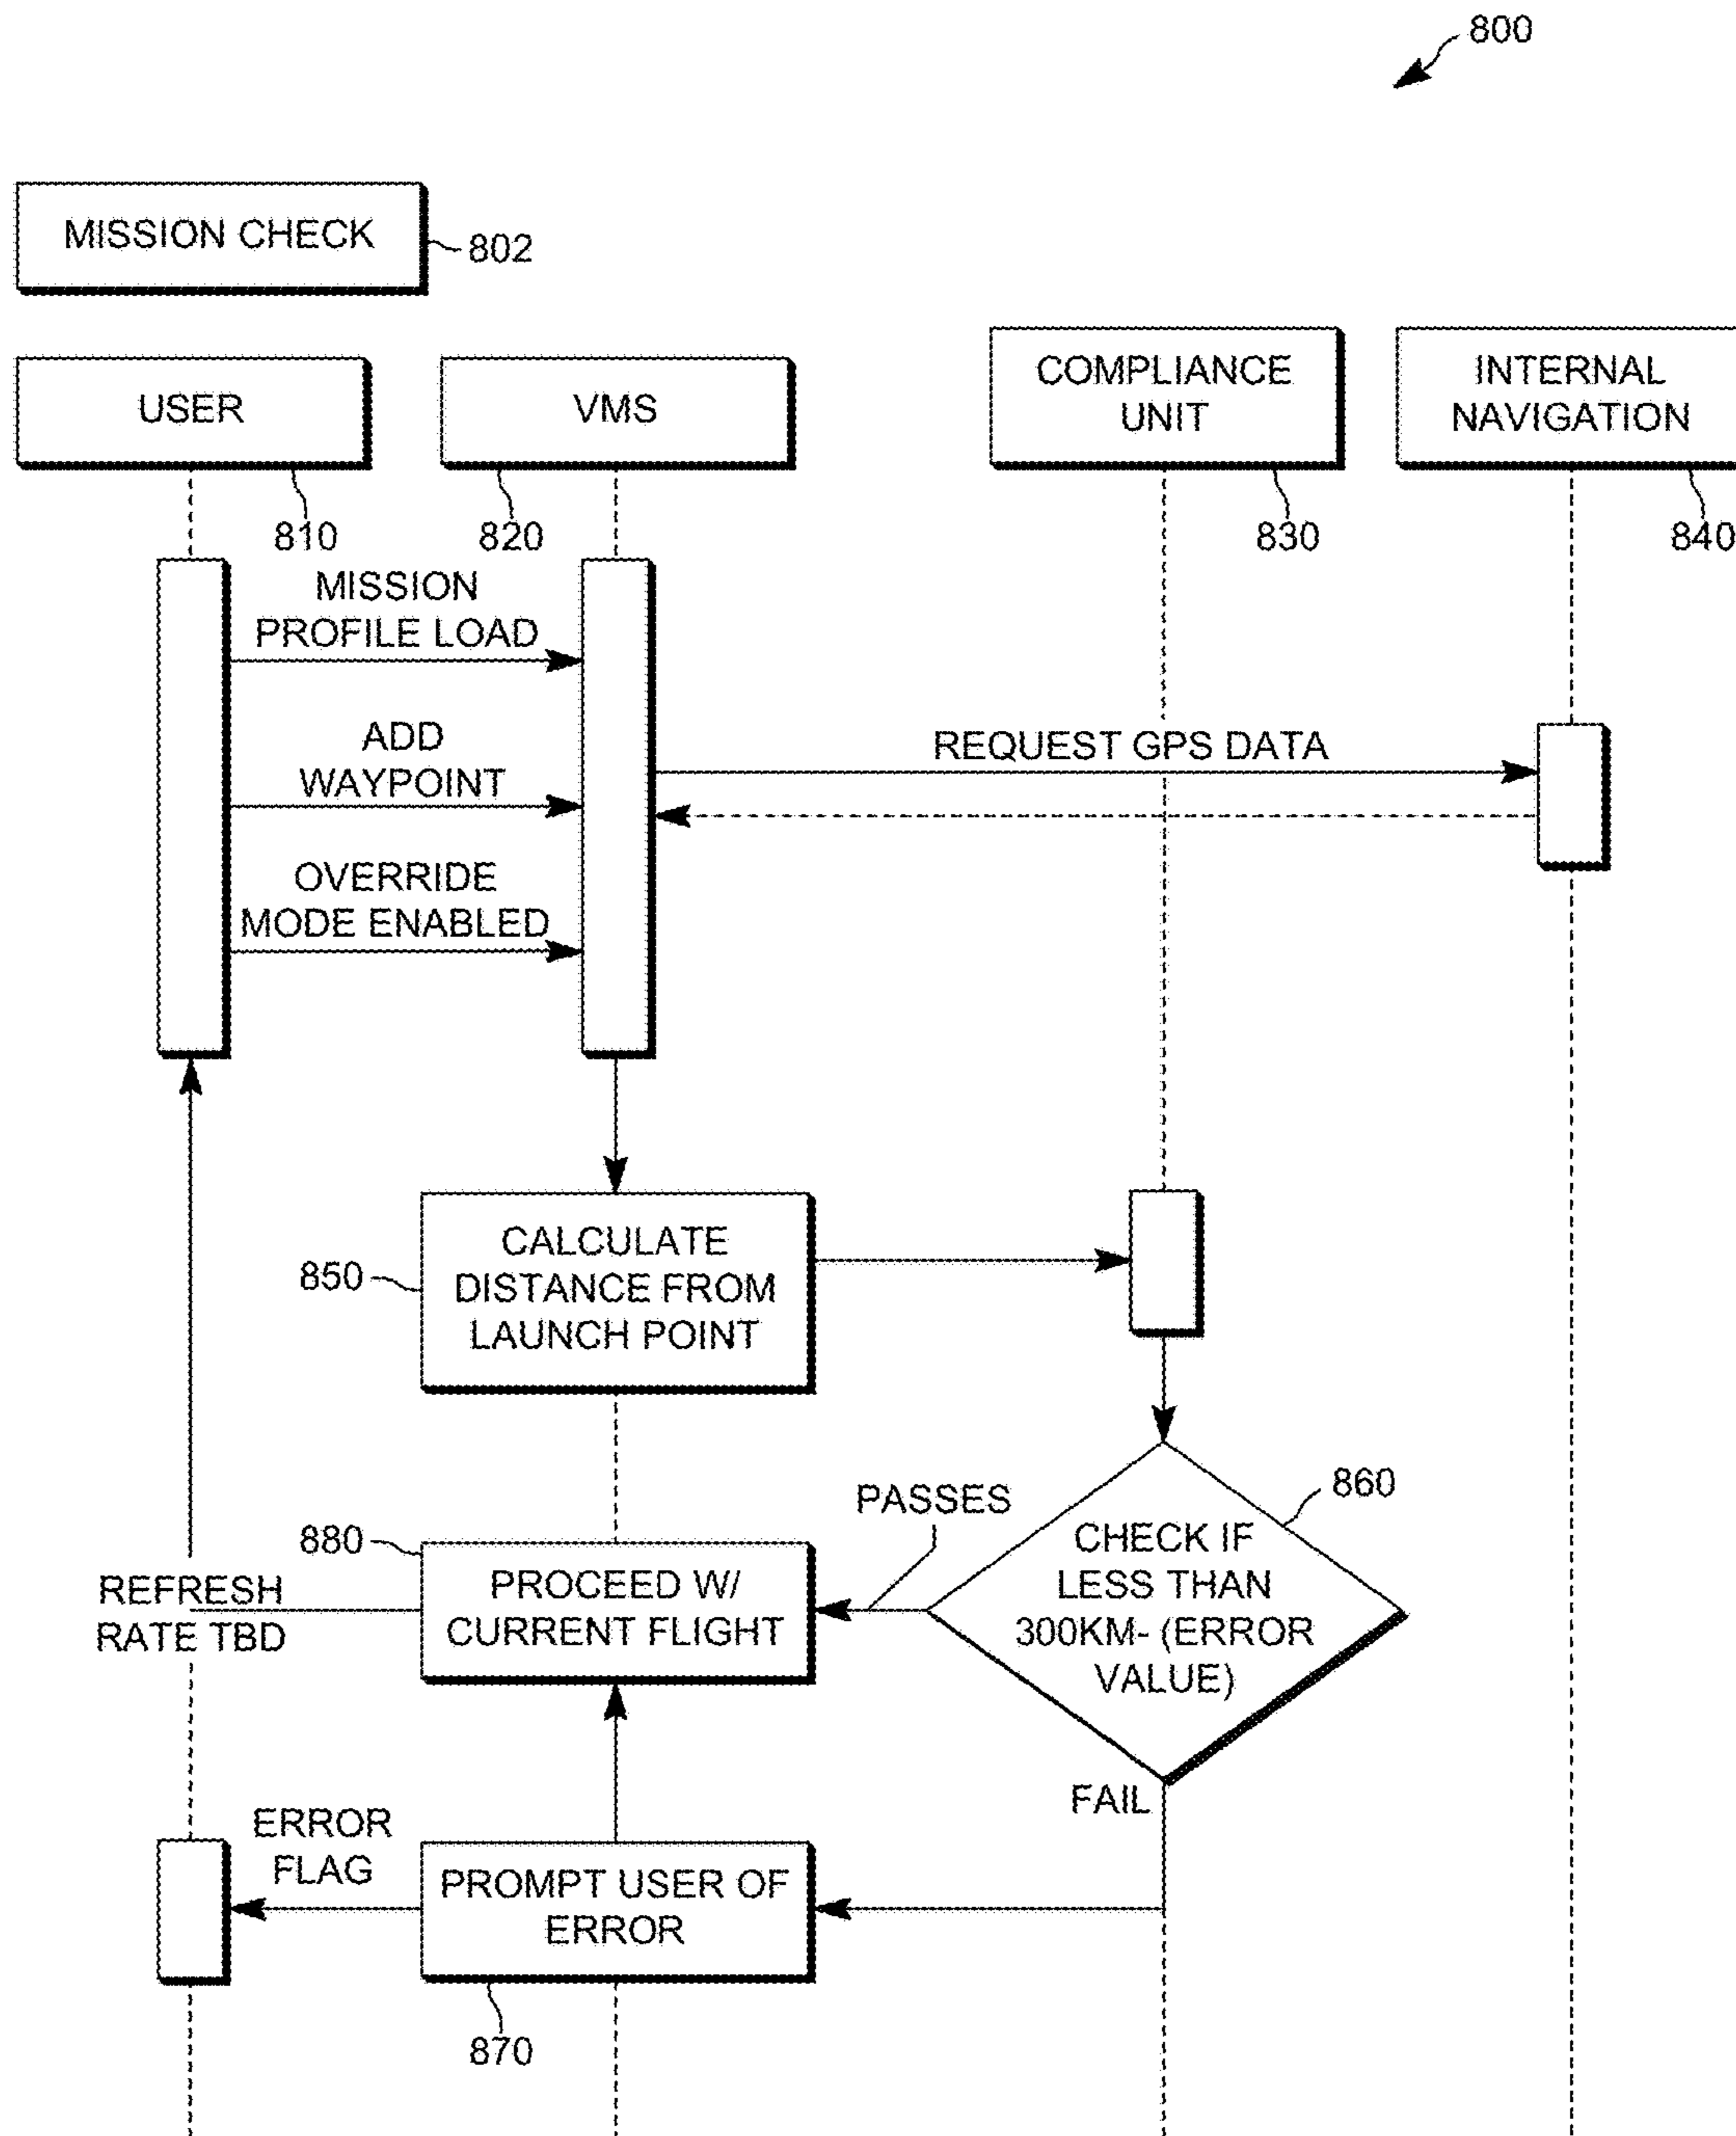 800
MISSION CHECK
802
USER
VMS
COMPLIANCE
UNIT
INTERNAL
NAVIGATION
810
820
830
840
MISSION
PROFILE LOAD
ADD
WAYPOINT
REQUEST GPS DATA
OVERRIDE
MODE ENABLED
850
CALCULATE
DISTANCE FROM
LAUNCH POINT
860
CHECK IF
LESS THAN
300KM- (ERROR
VALUE)
PASSES
880
PROCEED W/
CURRENT FLIGHT
REFRESH
RATE TBD
FAIL
ERROR
FLAG
PROMPT USER OF
ERROR
870